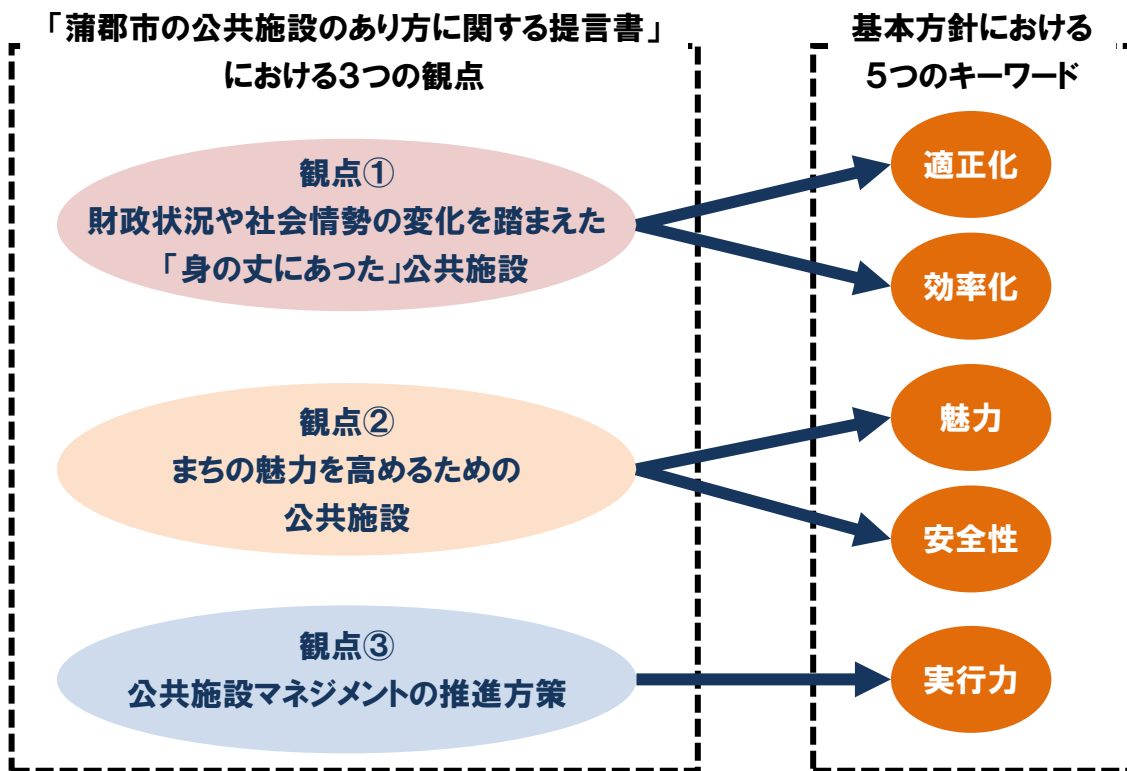 「蒲郡市の公共施設のあり方に関する提言書」
における3つの観点
観点①
財政状況や社会情勢の変化を踏まえた
「身の丈にあった」公共施設
観点②
まちの魅力を高めるための
公共施設
観点③
公共施設マネジメントの推進方策
基本方針における
5つのキーワード
適正化
効率化
魅力
安全性
実行力